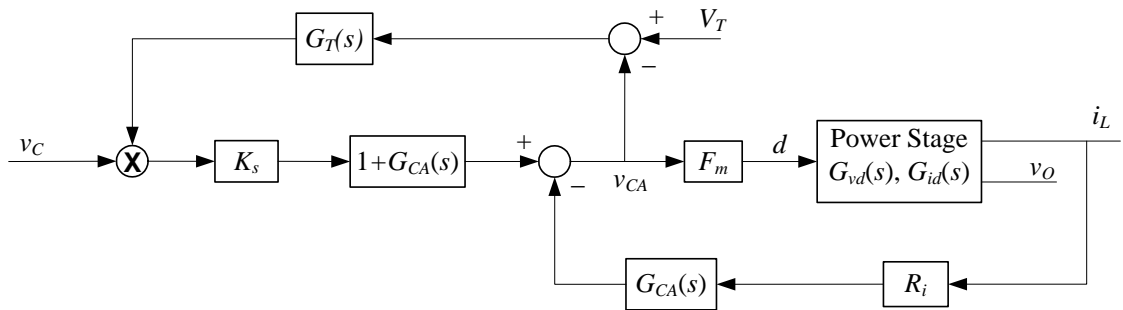 G_T(s)
+
V_T
−
v_C
X
K_s
1+G_CA(s)
+
−
v_CA
F_m
d
Power Stage
G_vd(s), G_id(s)
i_L
v_O
G_CA(s)
R_i